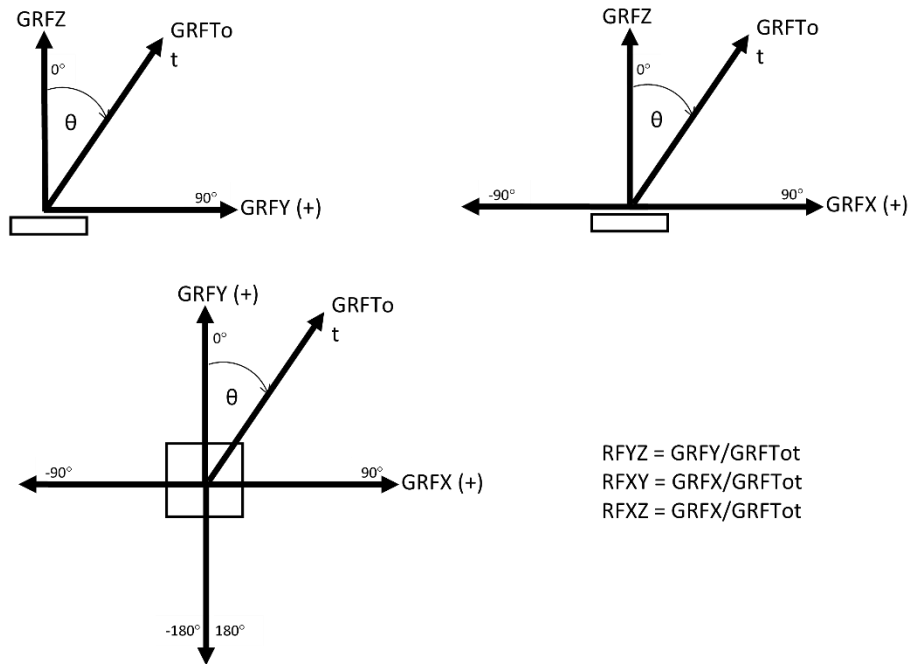 GRFZ
GRFTo
t
0°
θ
90°
GRFY (+)
GRFZ
GRFTo
t
0°
θ
-90°
90°
GRFX (+)
GRFY (+)
GRFTo
t
0°
θ
-90°
90°
GRFX (+)
-180°
180°
RFYZ = GRFY/GRFTot
RFXY = GRFX/GRFTot
RFXZ = GRFX/GRFTot